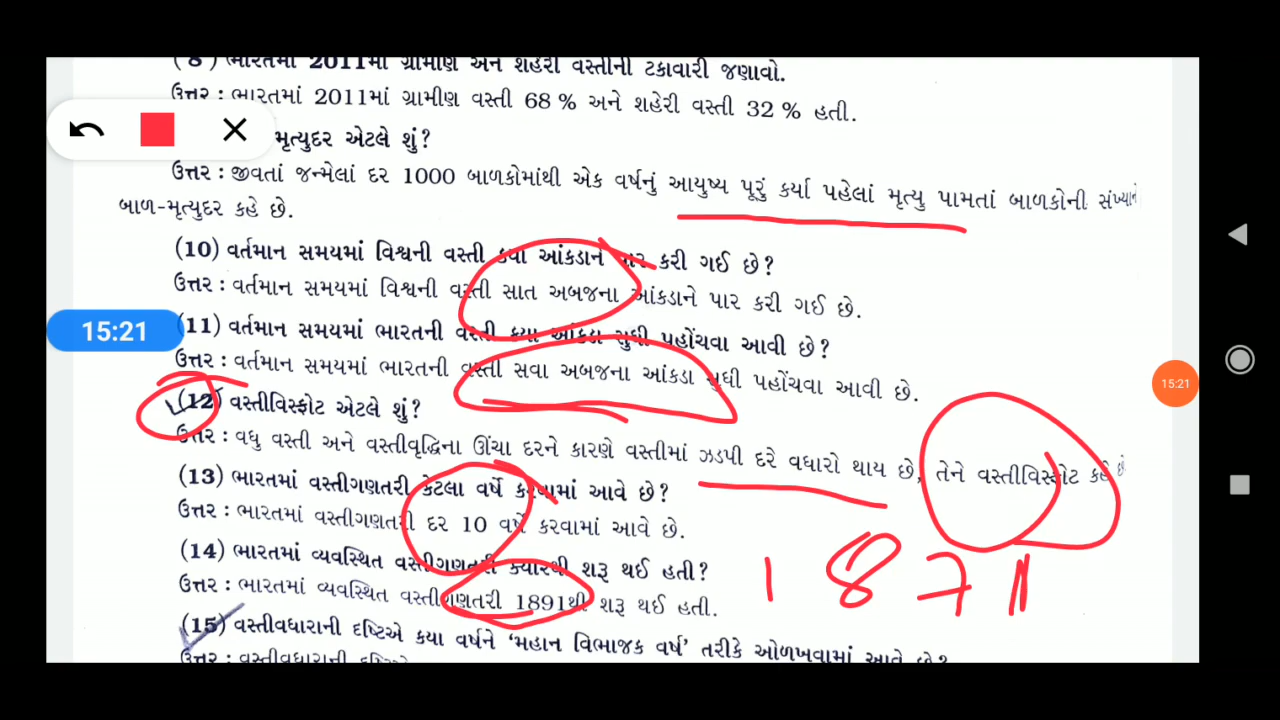 (8) ભારતમાં 2011માં ગ્રામીણ અને શહેરી વસ્તીની ટકાવારી જણાવો.
ઉત્તર : ભારતમાં 2011માં ગ્રામીણ વસ્તી 68 % અને શહેરી વસ્તી 32 % હતી.
મૃત્યુદર એટલે શું?
ઉત્તર : જીવતાં જન્મેલાં દર 1000 બાળકોમાંથી એક વર્ષનું આયુષ્ય પૂરું કર્યા પહેલાં મૃત્યુ પામતાં બાળકોની સંખ્યાને
બાળ-મૃત્યુદર કહે છે.
(10) વર્તમાન સમયમાં વિશ્વની વસ્તી કયા આંકડાને પાર કરી ગઈ છે?
ઉત્તર : વર્તમાન સમયમાં વિશ્વની વસ્તી સાત અબજના આંકડાને પાર કરી ગઈ છે.
15:21
(11) વર્તમાન સમયમાં ભારતની વસ્તી કયા આંકડા સુધી પહોંચવા આવી છે?
ઉત્તર : વર્તમાન સમયમાં ભારતની વસ્તી સવા અબજના આંકડા સુધી પહોંચવા આવી છે.
15:21
(12) વસ્તીવિસ્ફોટ એટલે શું?
ઉત્તર : વધુ વસ્તી અને વસ્તીવૃદ્ધિના ઊંચા દરને કારણે વસ્તીમાં ઝડપી દરે વધારો થાય છે, તેને વસ્તીવિસ્ફોટ કહે છે
(13) ભારતમાં વસ્તીગણતરી કેટલા વર્ષે કરવામાં આવે છે?
ઉત્તર : ભારતમાં વસ્તીગણતરી દર 10 વર્ષે કરવામાં આવે છે.
(14) ભારતમાં વ્યવસ્થિત વસ્તીગણતરી ક્યારથી શરૂ થઈ હતી?
ઉત્તર : ભારતમાં વ્યવસ્થિત વસ્તીગણતરી 1891થી શરૂ થઈ હતી.
1871
(15) વસ્તીવધારાની દૃષ્ટિએ કયા વર્ષને ‘મહાન વિભાજક વર્ષ’ તરીકે ઓળખવામાં આવે છે?
ઉત્તર : વસ્તીવધારાની દૃષ્ટિએ